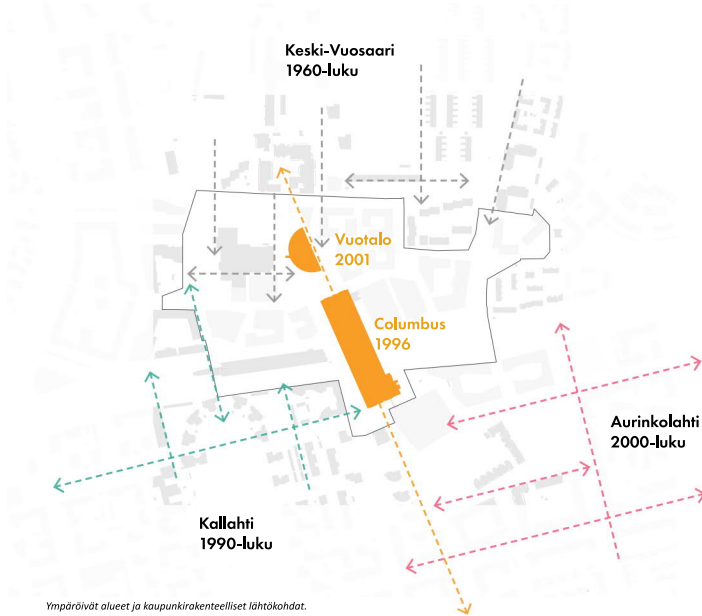 Keski-Vuosaari
1960-luku
Vuotalo
2001
Columbus
1996
Aurinkolahti
2000-luku
Kallahti
1990-luku
Ympäröivät alueet ja kaupunkirakenteelliset lähtökohdat.